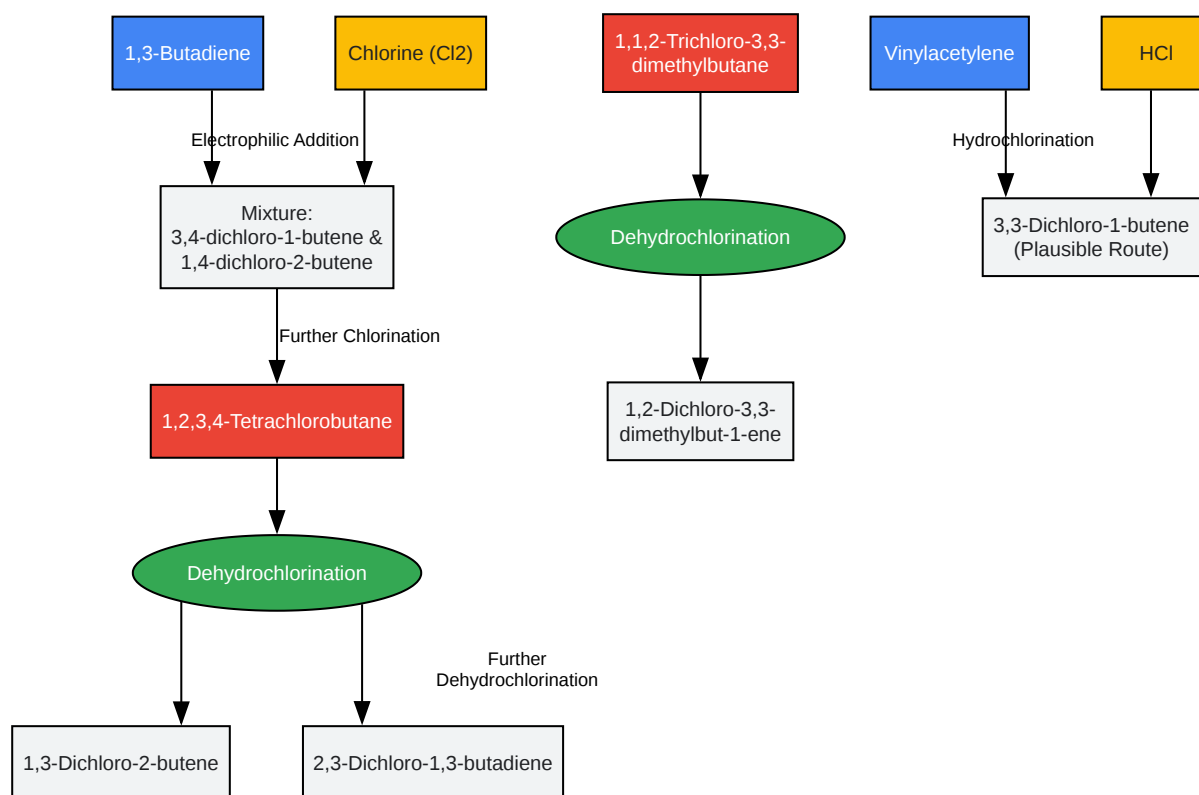 1,3-Butadiene
Chlorine (Cl2)
Electrophilic Addition
Mixture:
3,4-dichloro-1-butene &
1,4-dichloro-2-butene
Further Chlorination
1,2,3,4-Tetrachlorobutane
Dehydrochlorination
Further
Dehydrochlorination
1,3-Dichloro-2-butene
2,3-Dichloro-1,3-butadiene
1,1,2-Trichloro-3,3-
dimethylbutane
Dehydrochlorination
1,2-Dichloro-3,3-
dimethylbut-1-ene
Vinylacetylene
HCl
Hydrochlorination
3,3-Dichloro-1-butene
(Plausible Route)